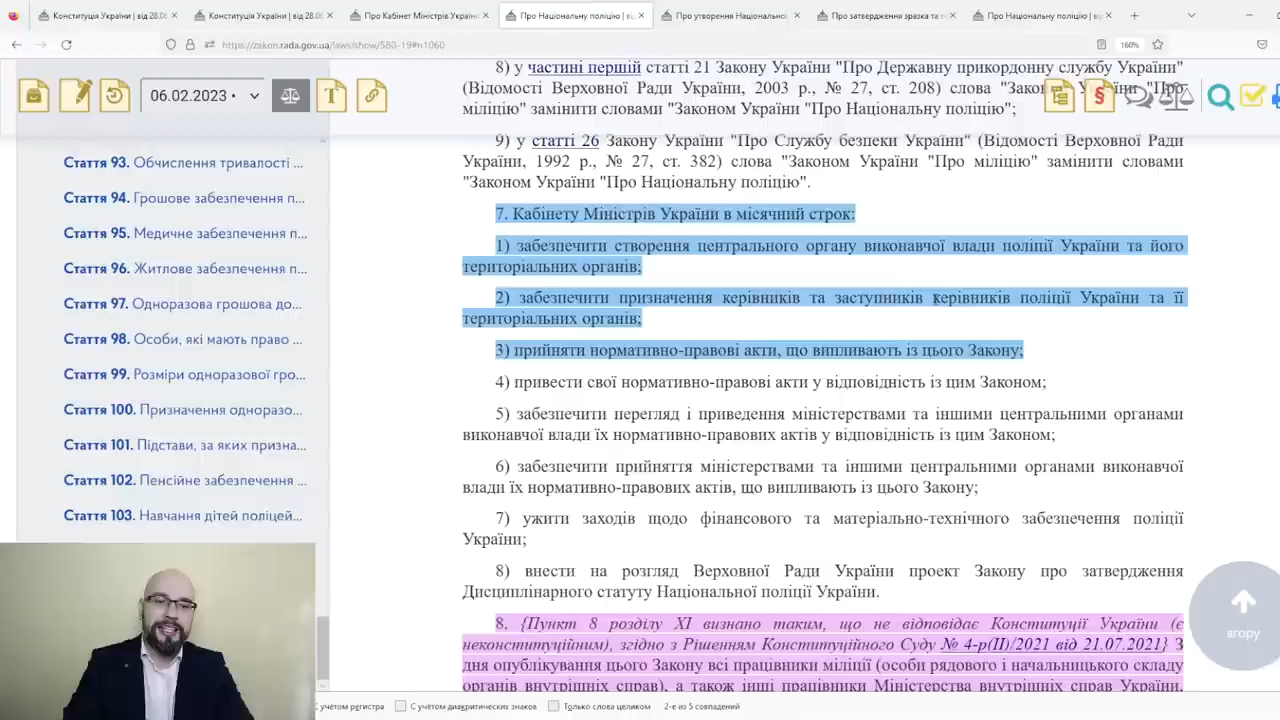 Конституція України | від 28.06
Конституція України | від 28.06
Про Кабінет Міністрів України
Про Національну поліцію | від
Про утворення Національної
Про затвердження зразка та те
Про Національну поліцію | від
https://zakon.rada.gov.ua/laws/show/580-19#n1060
160%
06.02.2023 •
8) у частині першій статті 21 Закону України "Про Державну прикордонну службу України"
(Відомості Верховної Ради України, 2003 р., № 27, ст. 208) слова "Закон України "Про
міліцію" замінити словами "Законом України "Про Національну поліцію";
9) у статті 26 Закону України "Про Службу безпеки України" (Відомості Верховної Ради
України, 1992 р., № 27, ст. 382) слова "Законом України "Про міліцію" замінити словами
"Законом України "Про Національну поліцію".
7. Кабінету Міністрів України в місячний строк:
1) забезпечити створення центрального органу виконавчої влади поліції України та його
територіальних органів;
2) забезпечити призначення керівників та заступників керівників поліції України та її
територіальних органів;
3) прийняти нормативно-правові акти, що випливають із цього Закону;
4) привести свої нормативно-правові акти у відповідність із цим Законом;
5) забезпечити перегляд і приведення міністерствами та іншими центральними органами
виконавчої влади їх нормативно-правових актів у відповідність із цим Законом;
6) забезпечити прийняття міністерствами та іншими центральними органами виконавчої
влади їх нормативно-правових актів, що випливають із цього Закону;
7) ужити заходів щодо фінансового та матеріально-технічного забезпечення поліції
України;
8) внести на розгляд Верховної Ради України проект Закону про затвердження
Дисциплінарного статуту Національної поліції України.
8. {Пункт 8 розділу XI визнано таким, що не відповідає Конституції України (є
неконституційним), згідно з Рішенням Конституційного Суду № 4-р(II)/2021 від 21.07.2021} З
дня опублікування цього Закону всі працівники міліції (особи рядового і начальницького складу
органів внутрішніх справ), а також інші працівники Міністерства внутрішніх справ України,
Стаття 93. Обчислення тривалості ...
Стаття 94. Грошове забезпечення п...
Стаття 95. Медичне забезпечення п...
Стаття 96. Житлове забезпечення п...
Стаття 97. Одноразова грошова до...
Стаття 98. Особи, які мають право ...
Стаття 99. Розміри одноразової гро...
Стаття 100. Призначення одноразо...
Стаття 101. Підстави, за яких призна...
Стаття 102. Пенсійне забезпечення ...
Стаття 103. Навчання дітей поліцей...
вгору
С учётом регистра
С учётом диакритических знаков
Только слова целиком
2-е из 5 совпадений